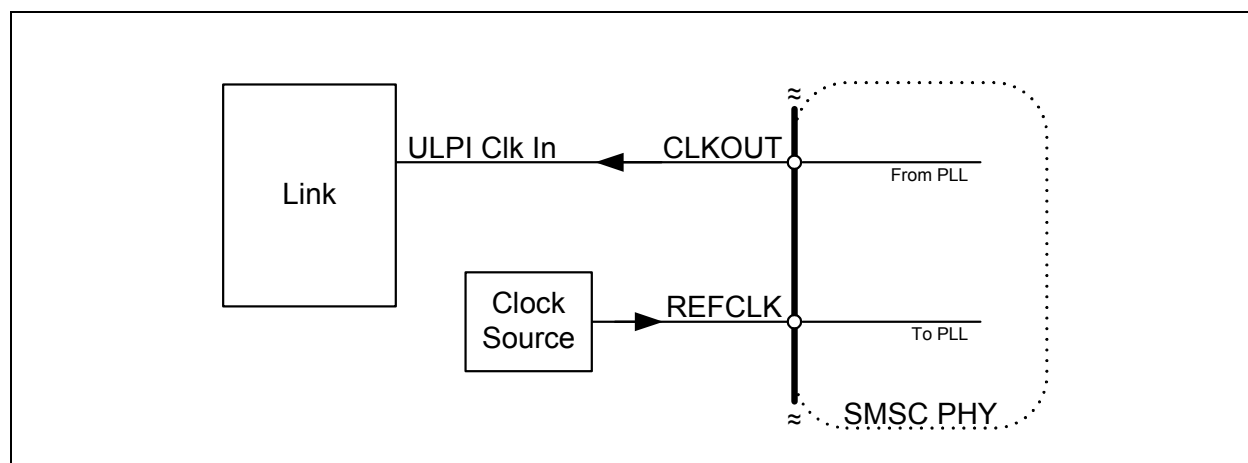 ULPI Clk In
CLKOUT
From PLL
Link
Clock
Source
REFCLK
To PLL
SMSC PHY
≈
≈